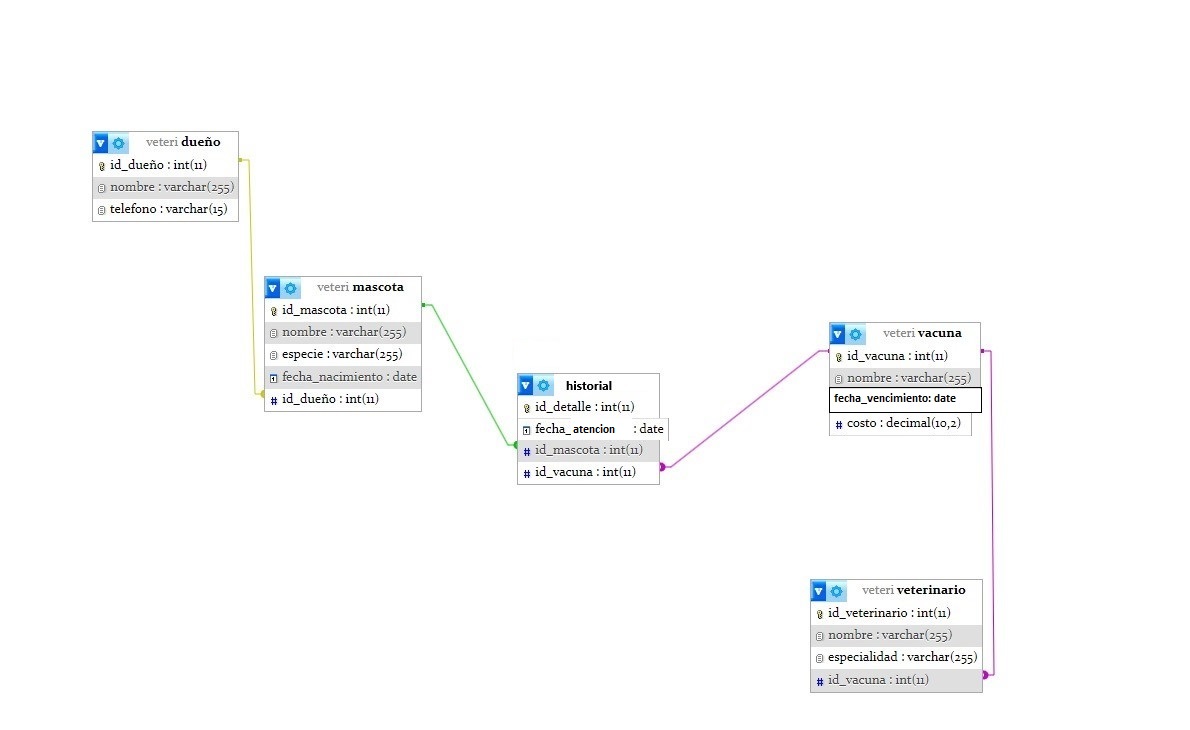 veteri dueño
id_dueño : int(11)
nombre : varchar(255)
telefono : varchar(15)
veteri mascota
id_mascota : int(11)
nombre : varchar(255)
especie : varchar(255)
fecha_nacimiento : date
id_dueño : int(11)
historial
id_detalle : int(11)
fecha_atencion : date
id_mascota : int(11)
id_vacuna : int(11)
veteri vacuna
id_vacuna : int(11)
nombre : varchar(255)
fecha_vencimiento: date
costo : decimal(10,2)
veteri veterinario
id_veterinario : int(11)
nombre : varchar(255)
especialidad : varchar(255)
id_vacuna : int(11)